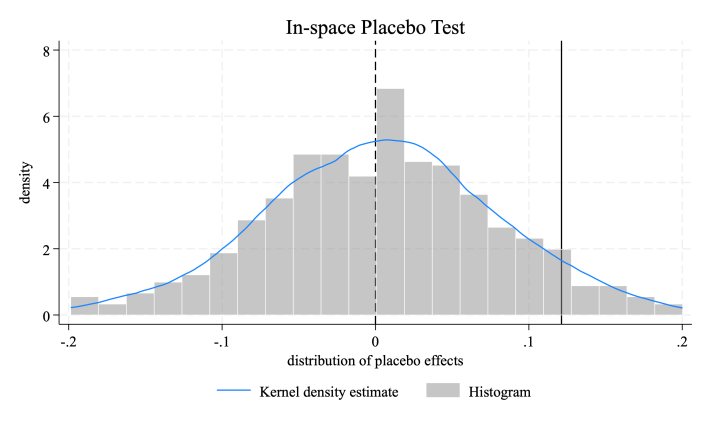 In-space Placebo Test
density
8
6
4
2
0
-.2 -.1 0 .1 .2
distribution of placebo effects
Kernel density estimate Histogram